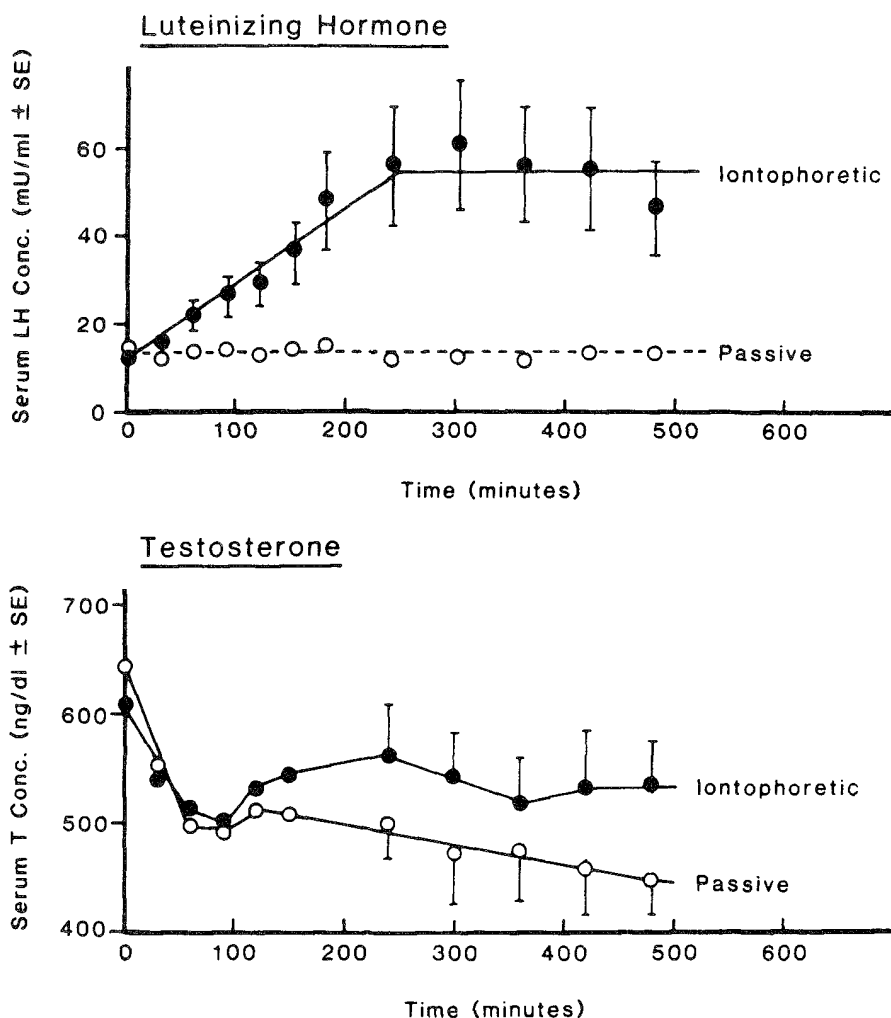 Luteinizing Hormone
Serum LH Conc. (mU/ml ± SE)
60
40
20
0
Iontophoretic
Passive
0 100 200 300 400 500 600
Time (minutes)
Testosterone
Serum T Conc. (ng/dl ± SE)
700
600
500
400
Iontophoretic
Passive
0 100 200 300 400 500 600
Time (minutes)